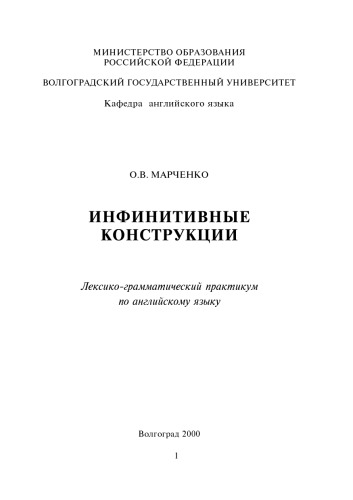 МИНИСТЕРСТВО ОБРАЗОВАНИЯ
РОССИЙСКОЙ ФЕДЕРАЦИИ
ВОЛГОГРАДСКИЙ ГОСУДАРСТВЕННЫЙ УНИВЕРСИТЕТ
Кафедра английского языка
О.В. МАРЧЕНКО
ИНФИНИТИВНЫЕ
КОНСТРУКЦИИ
Лексико-грамматический практикум
по английскому языку
Волгоград 2000
1